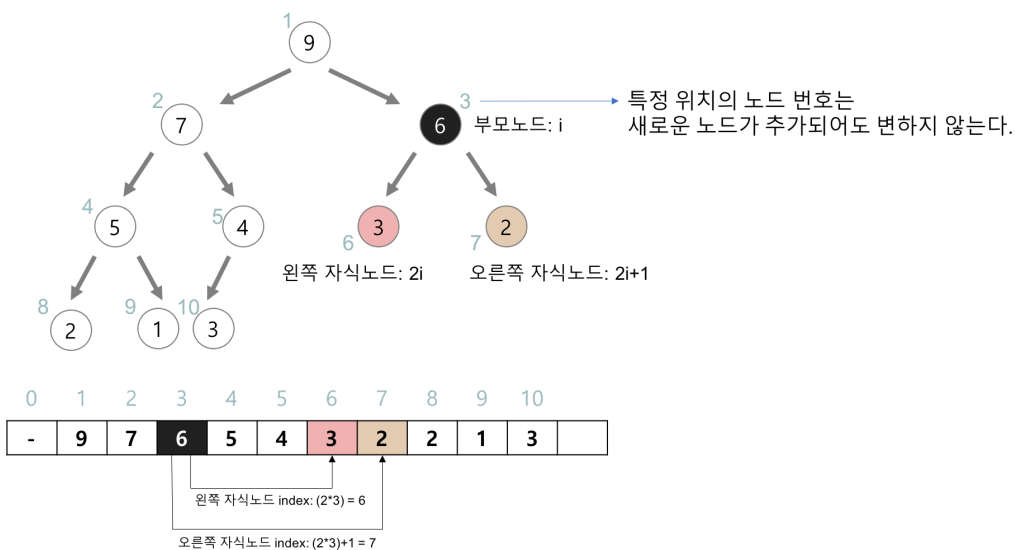 1
9
2
7
3
6
부모노드: i
특정 위치의 노드 번호는
새로운 노드가 추가되어도 변하지 않는다.
4
5
5
4
3
6
2
7
왼쪽 자식노드: 2i
오른쪽 자식노드: 2i+1
8
2
9
1
10
3
0 1 2 3 4 5 6 7 8 9 10
- 9 7 6 5 4 3 2 2 1 3
왼쪽 자식노드 index: (2*3) = 6
오른쪽 자식노드 index: (2*3)+1 = 7